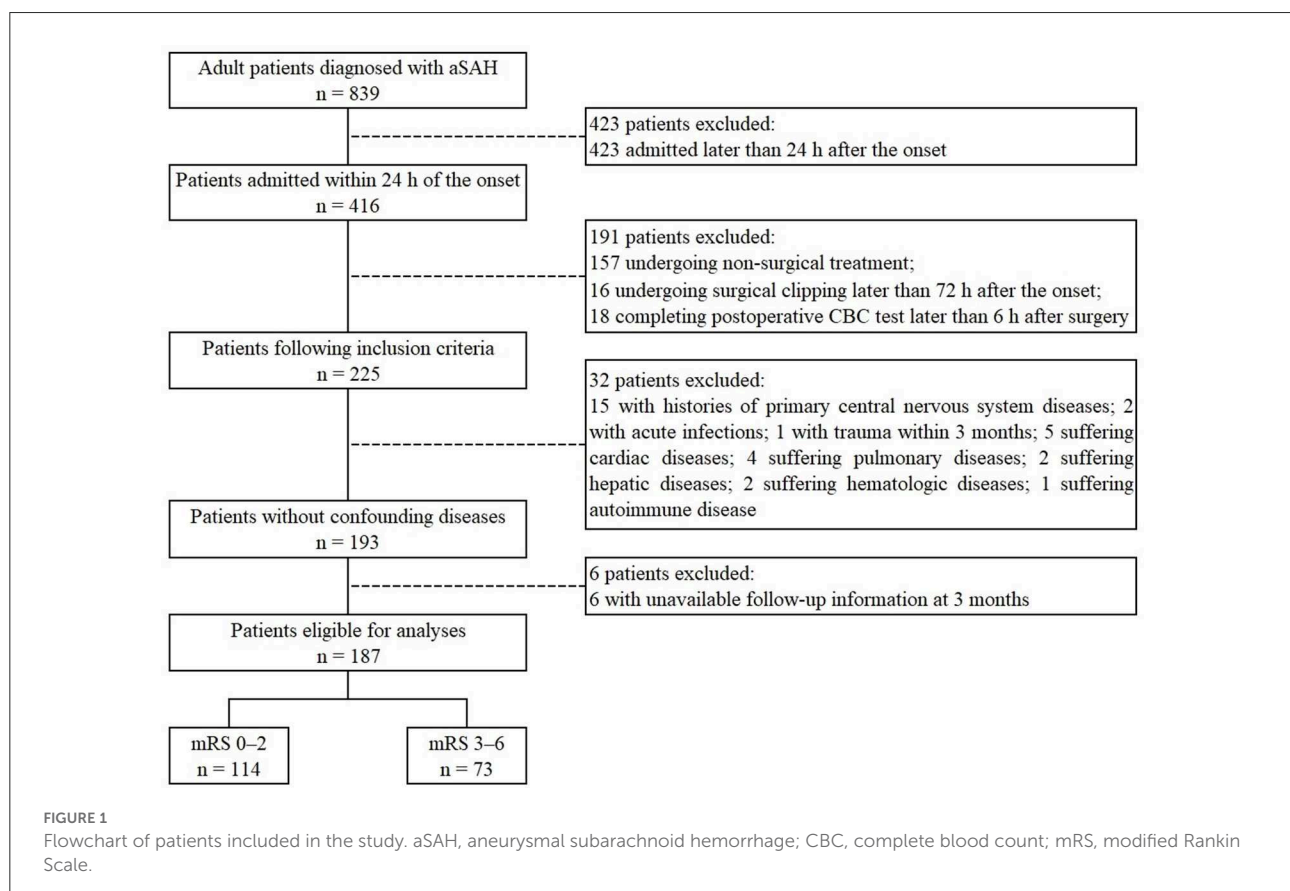 Adult patients diagnosed with aSAH
n = 839
423 patients excluded:
423 admitted later than 24 h after the onset
Patients admitted within 24 h of the onset
n = 416
191 patients excluded:
157 undergoing non-surgical treatment;
16 undergoing surgical clipping later than 72 h after the onset;
18 completing postoperative CBC test later than 6 h after surgery
Patients following inclusion criteria
n = 225
32 patients excluded:
15 with histories of primary central nervous system diseases; 2
with acute infections; 1 with trauma within 3 months; 5 suffering
cardiac diseases; 4 suffering pulmonary diseases; 2 suffering
hepatic diseases; 2 suffering hematologic diseases; 1 suffering
autoimmune disease
Patients without confounding diseases
n = 193
6 patients excluded:
6 with unavailable follow-up information at 3 months
Patients eligible for analyses
n = 187
mRS 0–2
n = 114
mRS 3–6
n = 73
FIGURE 1
Flowchart of patients included in the study. aSAH, aneurysmal subarachnoid hemorrhage; CBC, complete blood count; mRS, modified Rankin
Scale.